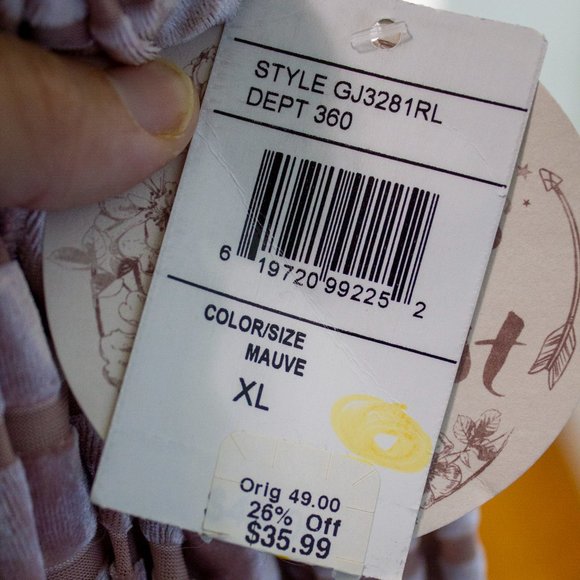 STYLE GJ3281RL
DEPT 360
6 19720 99225 2
COLOR/SIZE
MAUVE
XL
Orig 49.00
26% Off
$35.99